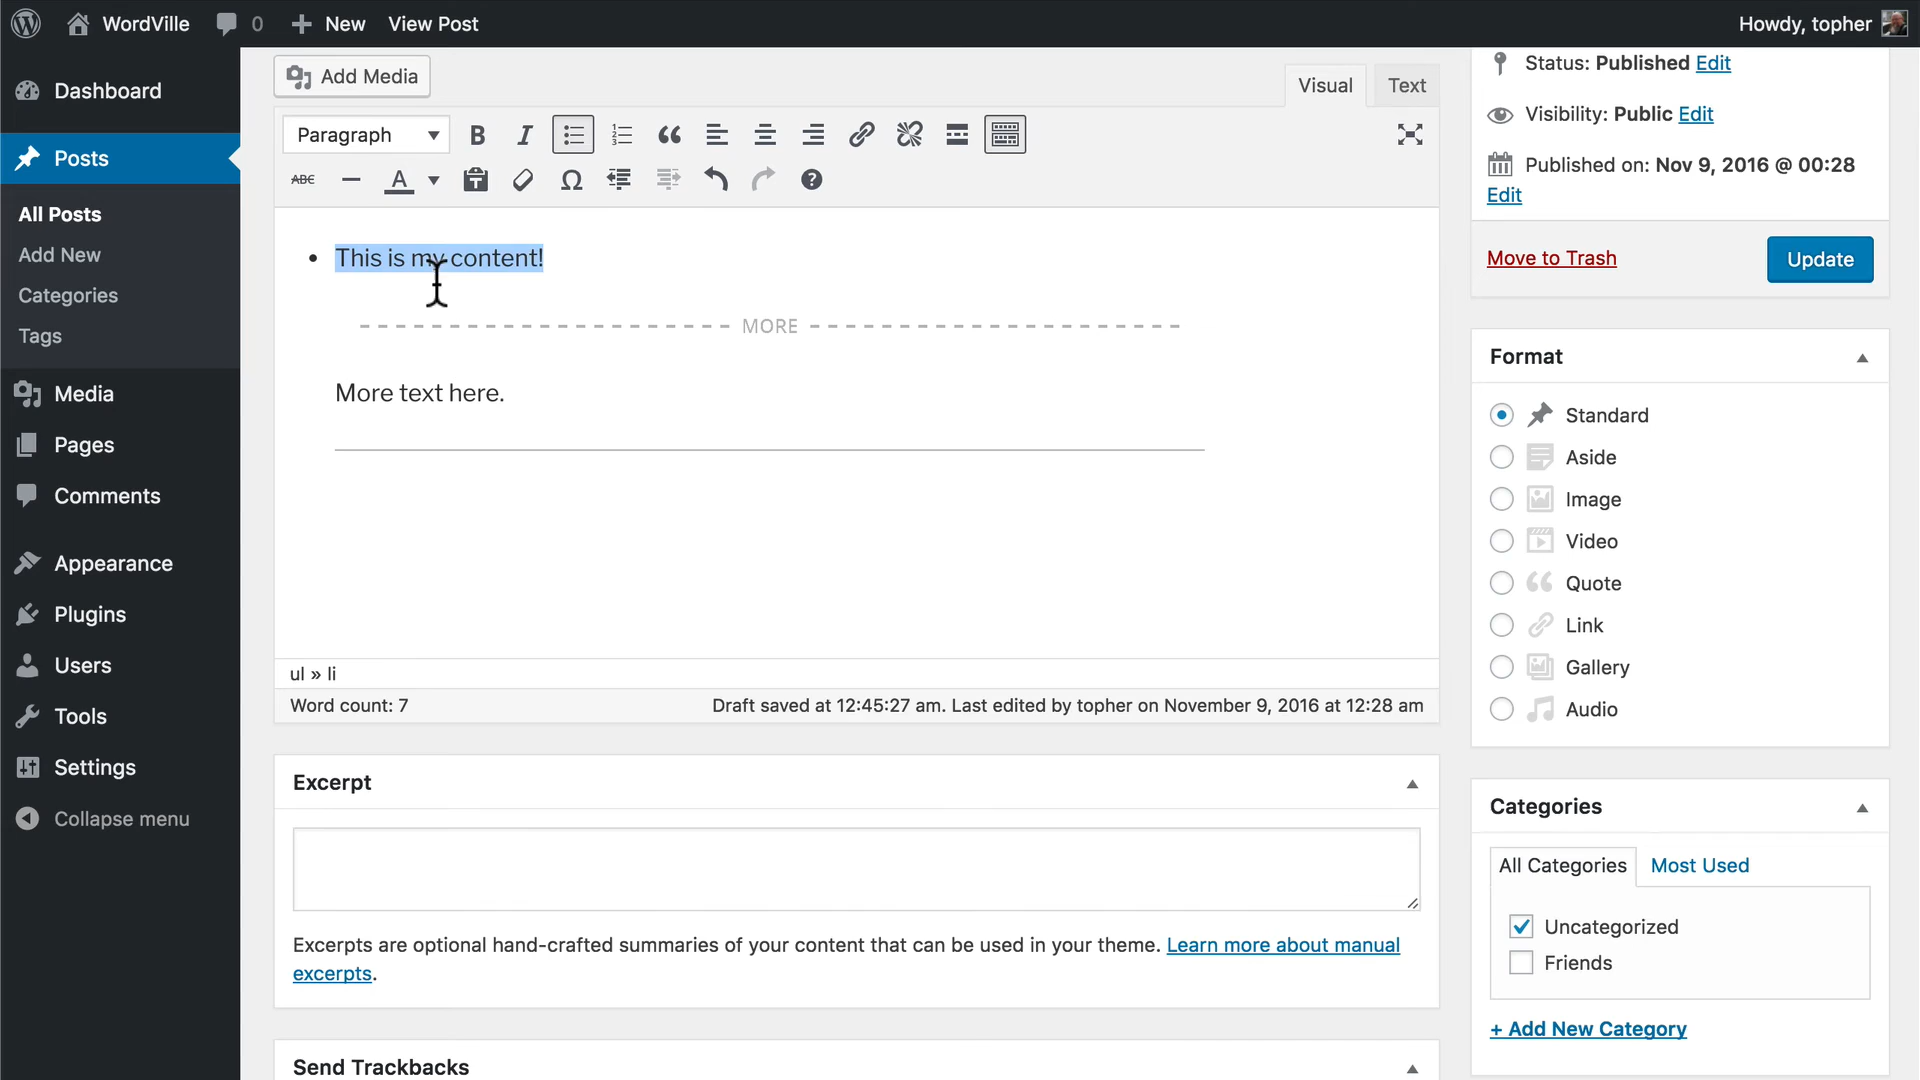 WordVille 0 New View Post Howdy, topher
Dashboard
Posts
All Posts
Add New
Categories
Tags
Media
Pages
Comments
Appearance
Plugins
Users
Tools
Settings
Collapse menu
Add Media
Visual Text
Paragraph B I
ABC A Ω
This is my content!
MORE
More text here.
ul » li
Word count: 7 Draft saved at 12:45:27 am. Last edited by topher on November 9, 2016 at 12:28 am
Excerpt
Excerpts are optional hand-crafted summaries of your content that can be used in your theme. Learn more about manual
excerpts.
Send Trackbacks
Status: Published Edit
Visibility: Public Edit
Published on: Nov 9, 2016 @ 00:28
Edit
Move to Trash Update
Format
Standard
Aside
Image
Video
Quote
Link
Gallery
Audio
Categories
All Categories Most Used
Uncategorized
Friends
+ Add New Category